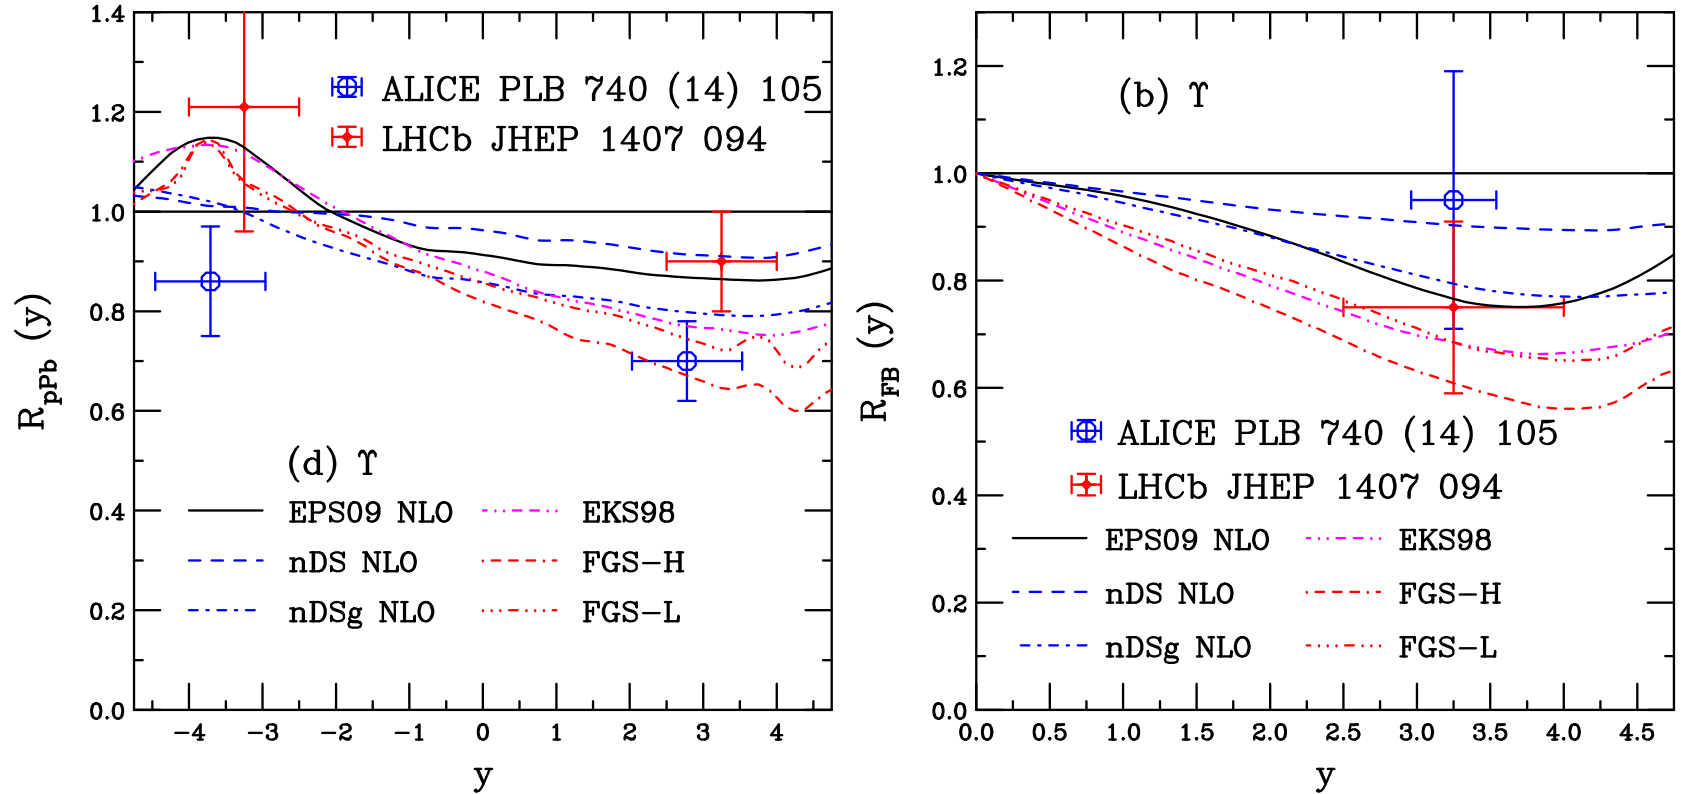 1.4
1.2
1.0
0.8
0.6
0.4
0.2
0.0
R_pPb (y)
ALICE PLB 740 (14) 105
LHCb JHEP 1407 094
(d) ϒ
EPS09 NLO
nDS NLO
nDSg NLO
EKS98
FGS−H
FGS−L
−4 −3 −2 −1 0 1 2 3 4
y
1.2
1.0
0.8
0.6
0.4
0.2
0.0
R_FB (y)
(b) ϒ
ALICE PLB 740 (14) 105
LHCb JHEP 1407 094
EPS09 NLO
nDS NLO
nDSg NLO
EKS98
FGS−H
FGS−L
0.0 0.5 1.0 1.5 2.0 2.5 3.0 3.5 4.0 4.5
y